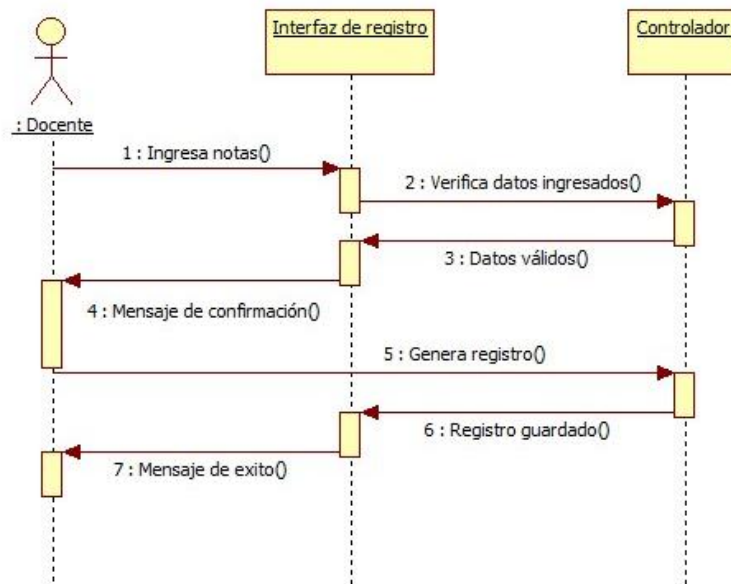 Interfaz de registro
Controlador
: Docente
1 : Ingresa notas()
2 : Verifica datos ingresados()
3 : Datos válidos()
4 : Mensaje de confirmación()
5 : Genera registro()
6 : Registro guardado()
7 : Mensaje de exito()